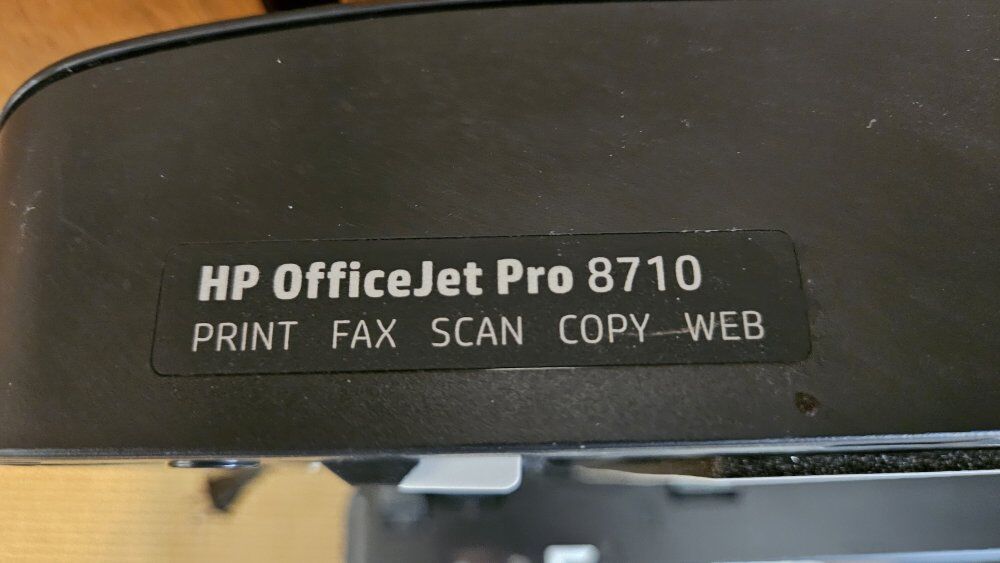 HP OfficeJet Pro 8710
PRINT FAX SCAN COPY WEB